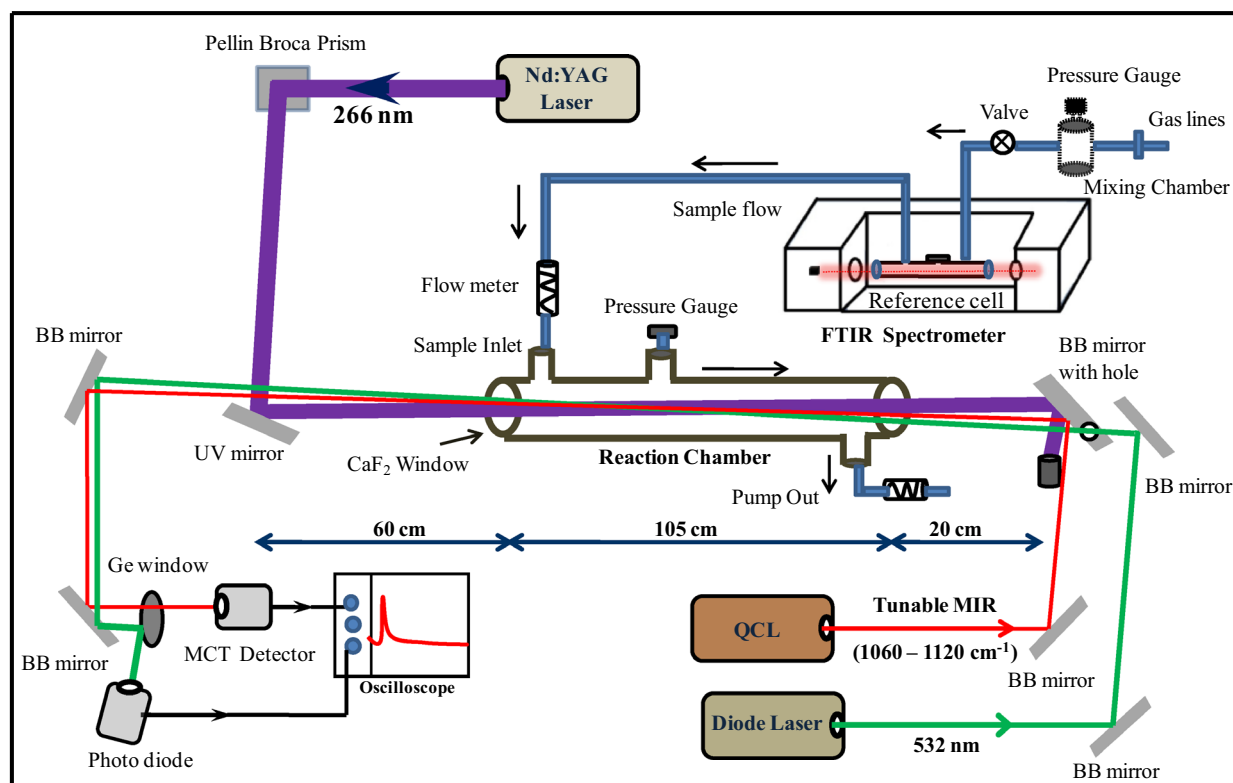 Pellin Broca Prism
Nd:YAG
Laser
266 nm
Pressure Gauge
Valve
Gas lines
Mixing Chamber
Sample flow
Flow meter
Reference cell
FTIR Spectrometer
Pressure Gauge
BB mirror
Sample Inlet
BB mirror
with hole
UV mirror
CaF₂ Window
Reaction Chamber
Pump Out
BB mirror
60 cm
105 cm
20 cm
Ge window
QCL
Tunable MIR
(1060 – 1120 cm⁻¹)
BB mirror
MCT Detector
BB mirror
Oscilloscope
Diode Laser
532 nm
Photo diode
BB mirror